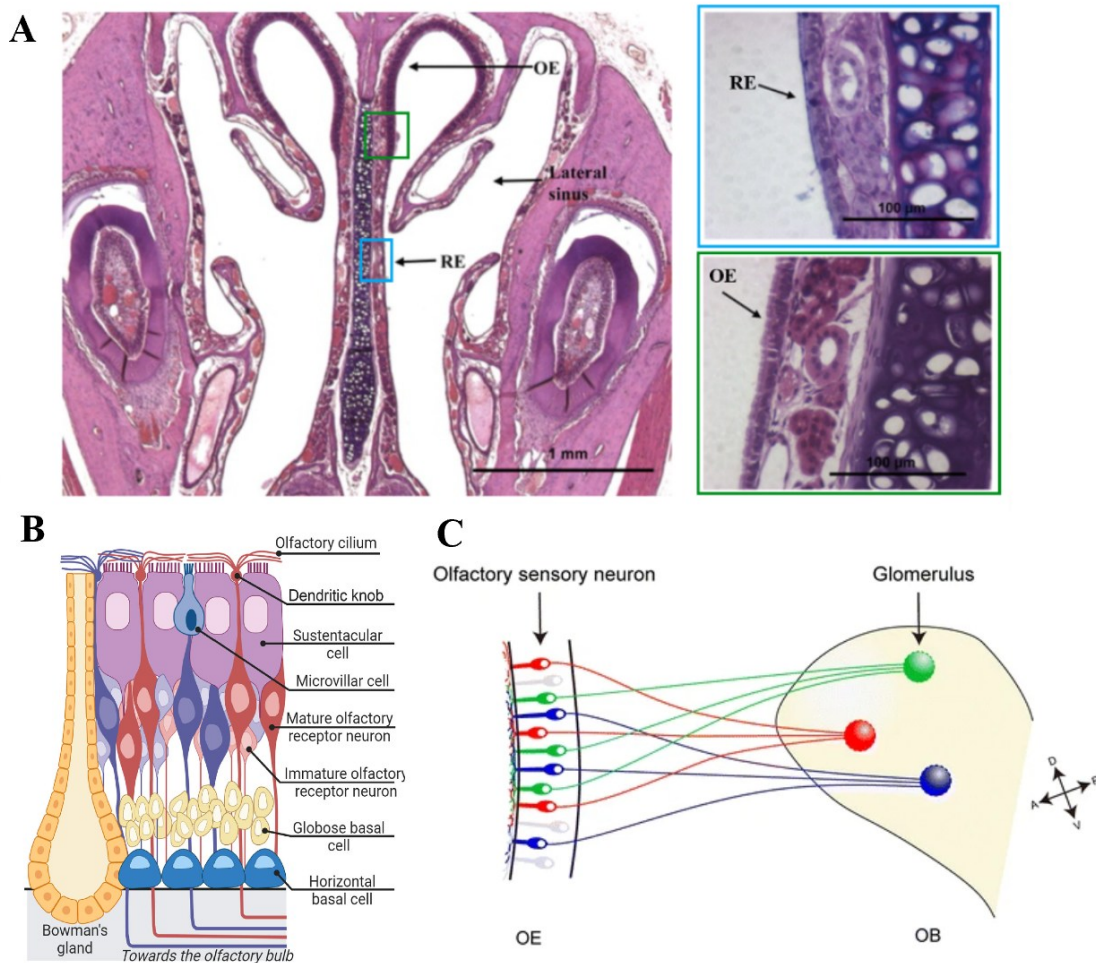 A
OE
Lateral
sinus
RE
1 mm
RE
100 µm
OE
100 µm
B
Olfactory cilium
Dendritic knob
Sustentacular
cell
Microvillar cell
Mature olfactory
receptor neuron
Immature olfactory
receptor neuron
Globose basal
cell
Horizontal
basal cell
Bowman's
gland
Towards the olfactory bulb
C
Olfactory sensory neuron
Glomerulus
D
A
V
OE
OB